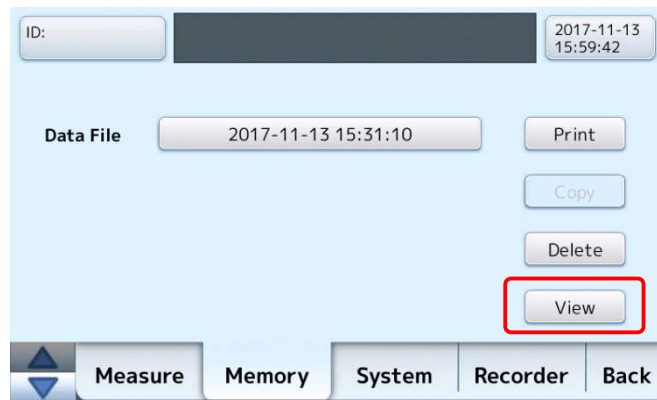 ID:
2017-11-13
15:59:42
Data File
2017-11-13 15:31:10
Print
Copy
Delete
View
Measure
Memory
System
Recorder
Back